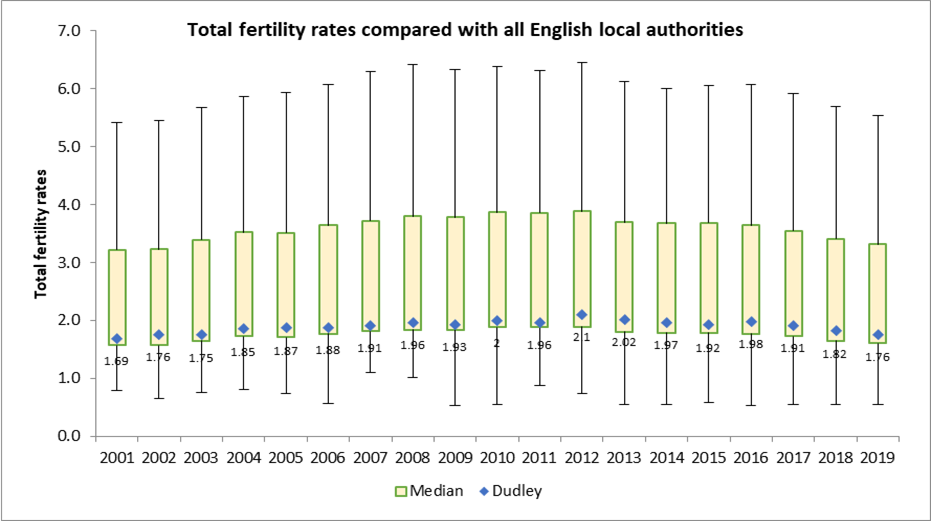 Total fertility rates compared with all English local authorities
7.0
6.0
5.0
4.0
3.0
2.0
1.0
0.0
Total fertility rates
1.69 1.76 1.75 1.85 1.87 1.88 1.91 1.96 1.93 2 1.96 2.1 2.02 1.97 1.92 1.98 1.91 1.82 1.76
2001 2002 2003 2004 2005 2006 2007 2008 2009 2010 2011 2012 2013 2014 2015 2016 2017 2018 2019
Median Dudley